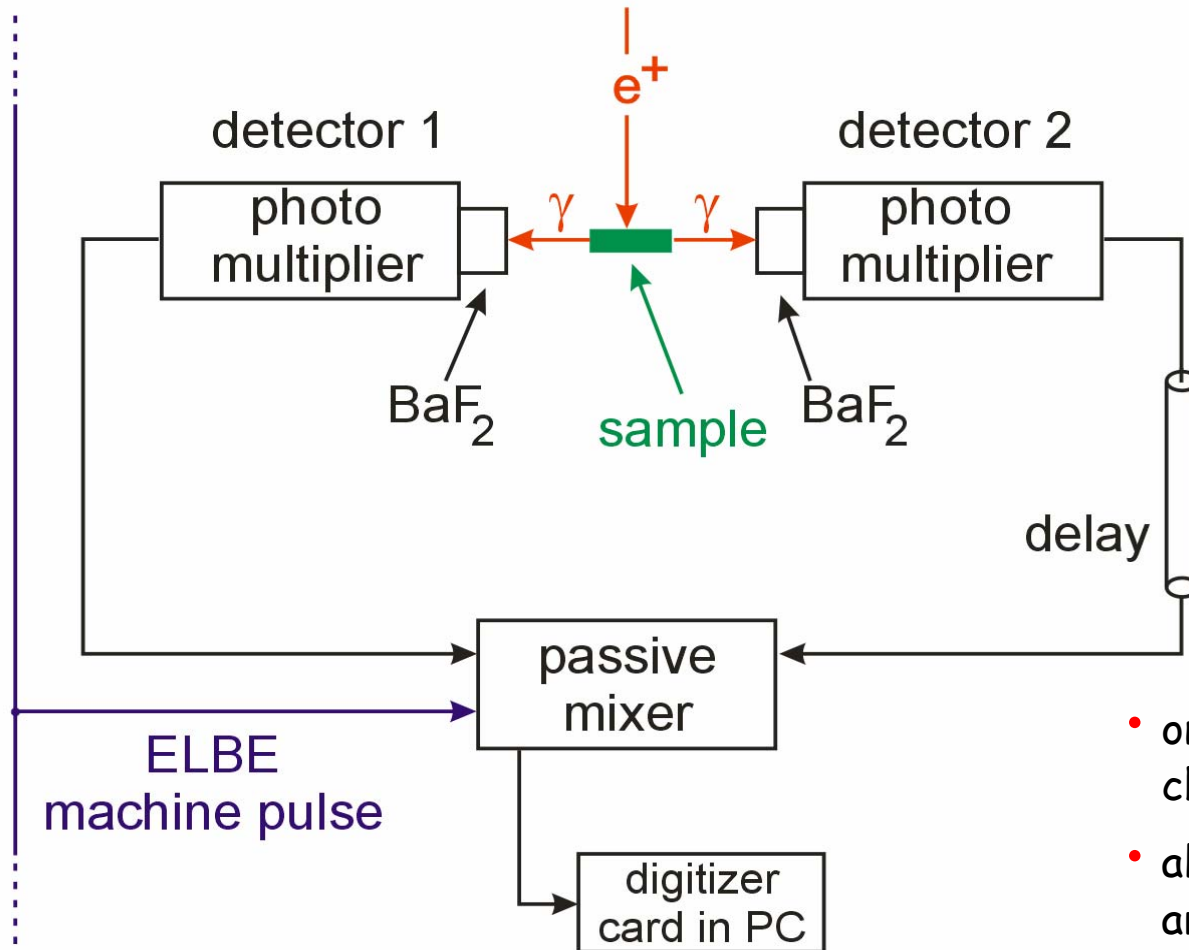 e+
detector 1
detector 2
photo
multiplier
γ
γ
photo
multiplier
BaF2
sample
BaF2
delay
passive
mixer
ELBE
machine pulse
digitizer
card in PC